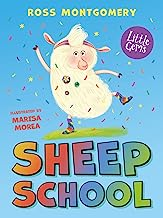 ROSS MONTGOMERY
Little
Gems
ILLUSTRATED BY
MARISA
MOREA
SHEEP
SCHOOL